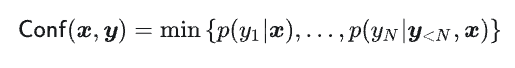 Conf(x, y) = min {p(y₁|x), . . . , p(y_N|y_{<N}, x)}